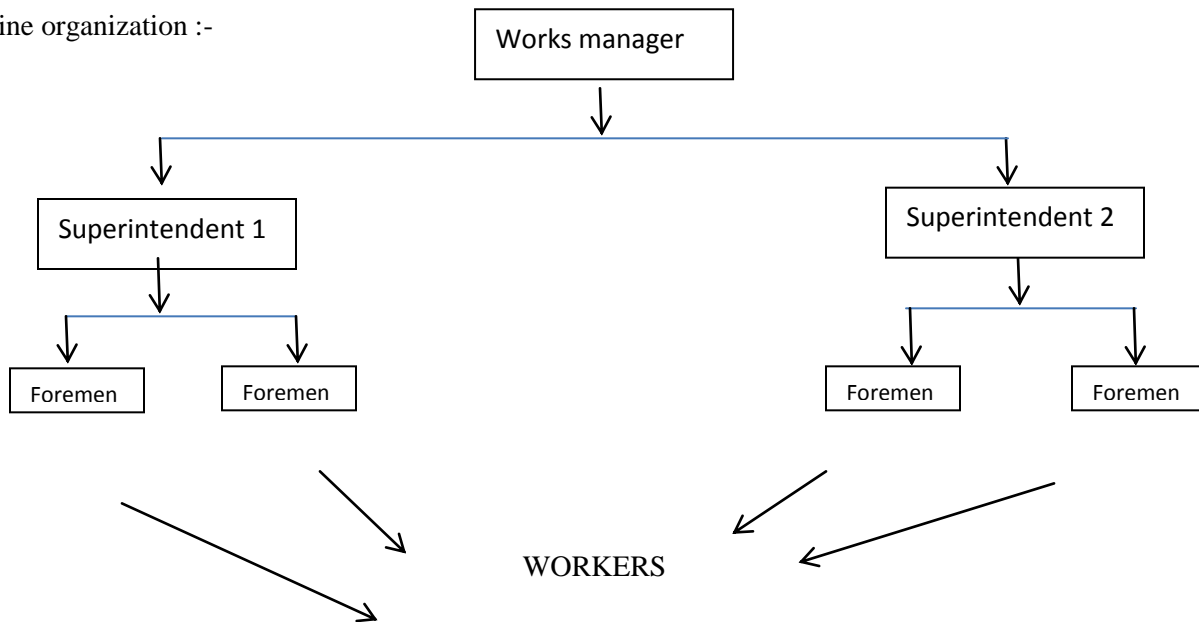 ine organization :-
Works manager
Superintendent 1
Superintendent 2
Foremen
Foremen
Foremen
Foremen
WORKERS